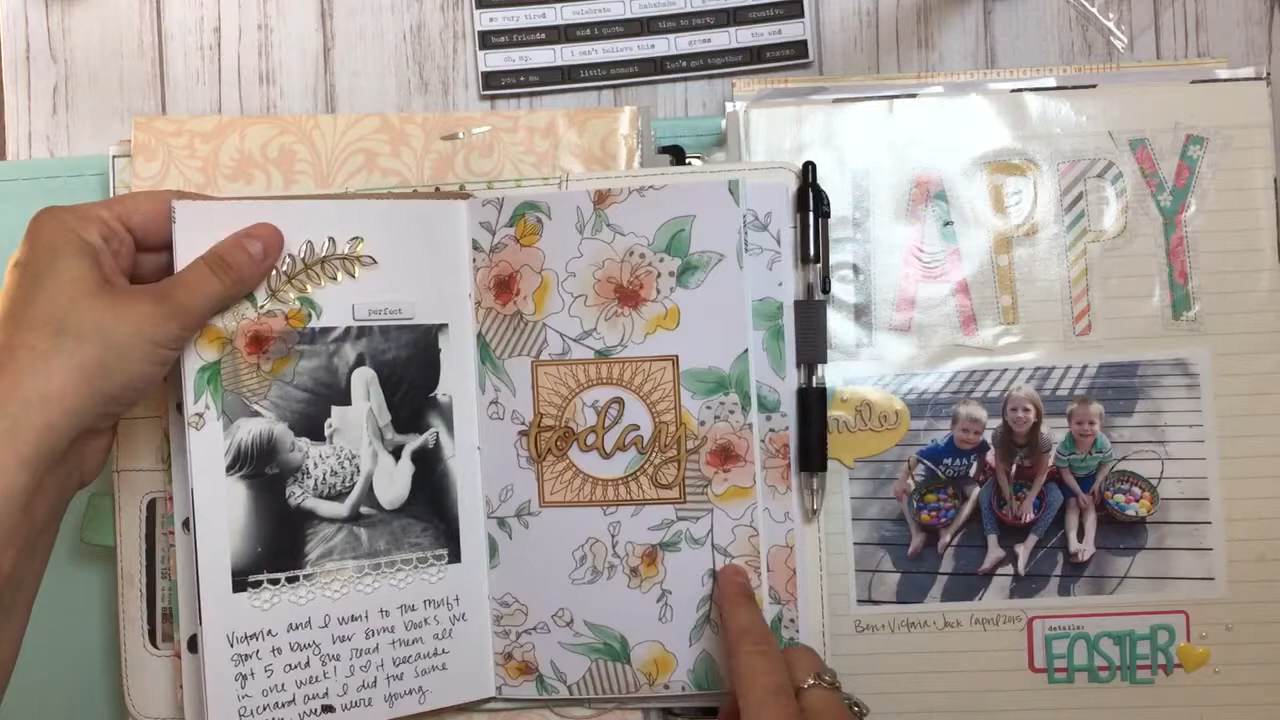 so very tired celebrate hahahaha
best friends and i quote time to party creative
oh, my. i can't believe this gross the end
you + me little moment let's get together xoxoxo
perfect
today
Victoria and I went to the thrift
store to buy her some books. We
got 5 and she read them all
in one week! I ♡ it because
Richard and I did the same
were young.
APPY
smile
Ben + Victoria + Jack (april 2015)
details:
EASTER
MAKE